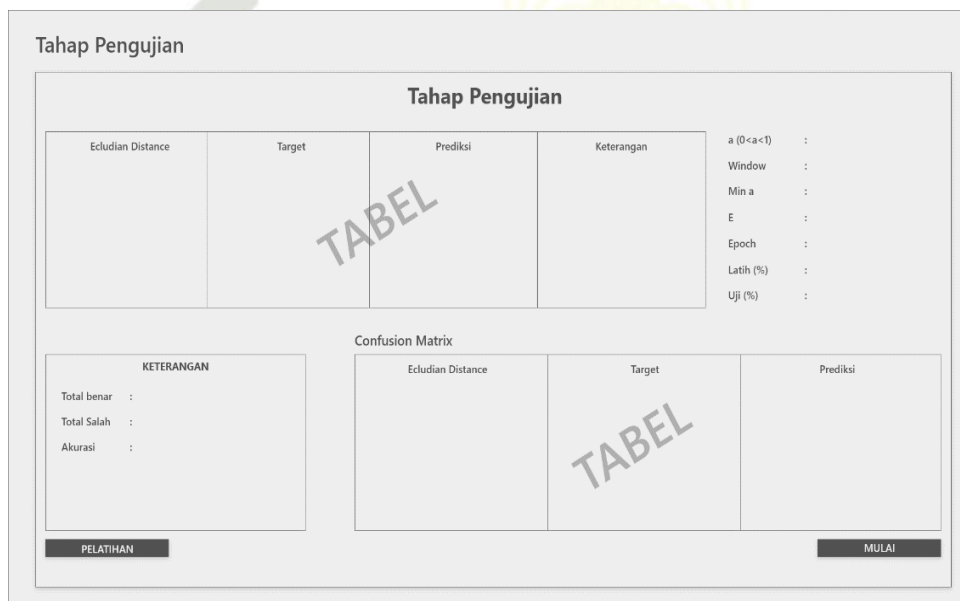 Tahap Pengujian
Tahap Pengujian
Ecludian Distance
Target
Prediksi
Keterangan
TABEL
a (0<a<1) :
Window :
Min a :
E :
Epoch :
Latih (%) :
Uji (%) :
KETERANGAN
Total benar :
Total Salah :
Akurasi :
Confusion Matrix
Ecludian Distance
Target
Prediksi
TABEL
PELATIHAN
MULAI